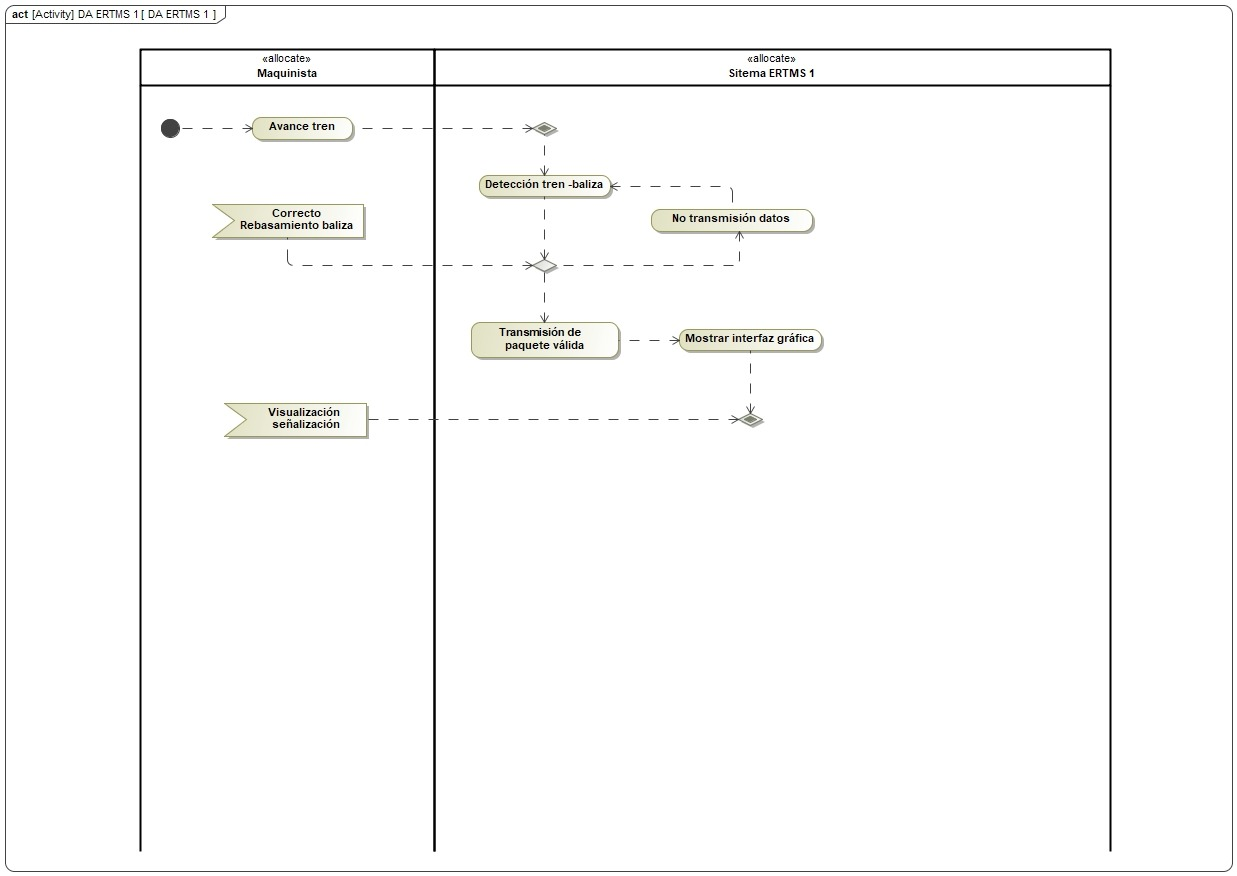 act [Activity] DA ERTMS 1 [ DA ERTMS 1 ]
«allocate»
Maquinista
«allocate»
Sitema ERTMS 1
Avance tren
Detección tren -baliza
Correcto
Rebasamiento baliza
No transmisión datos
Transmisión de
paquete válida
Mostrar interfaz gráfica
Visualización
señalización